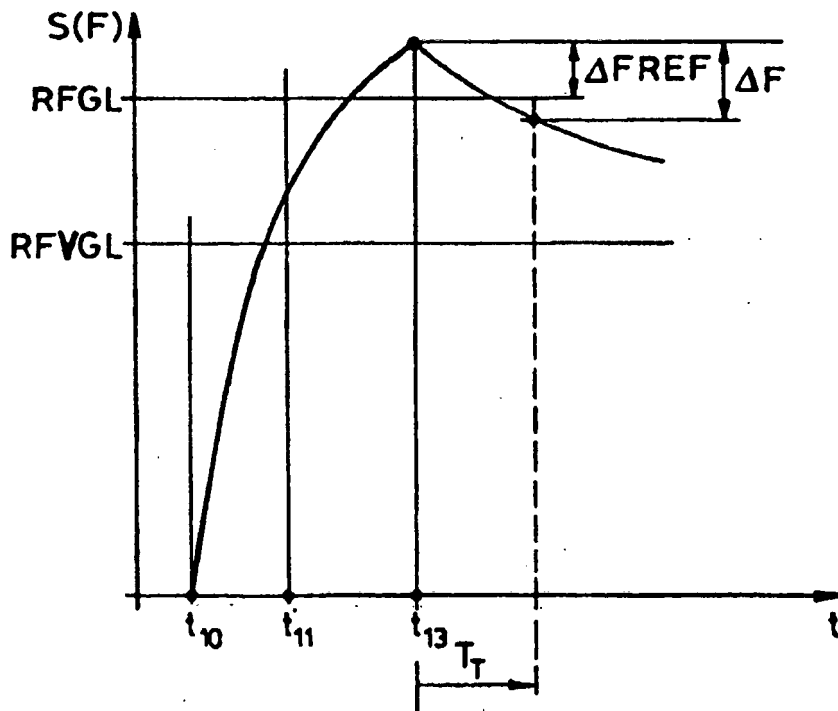 S(F)
ΔFREF
ΔF
RFGL
RFVGL
t10
t11
t13
t
TT